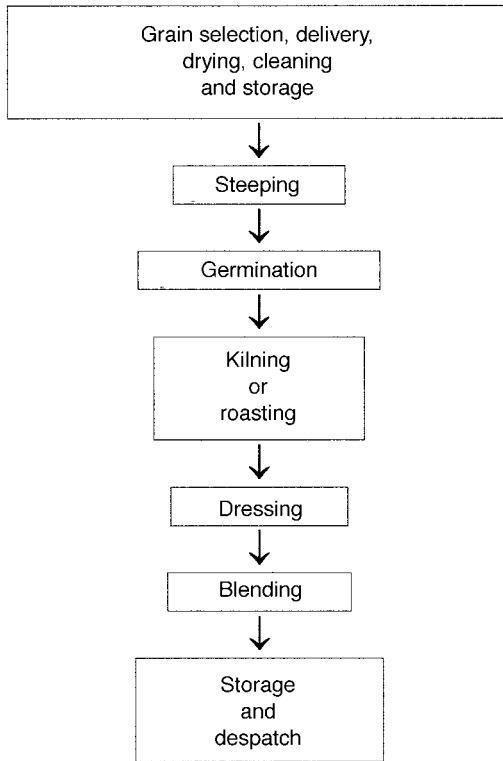 Grain selection, delivery,
drying, cleaning
and storage
Steeping
Germination
Kilning
or
roasting
Dressing
Blending
Storage
and
despatch